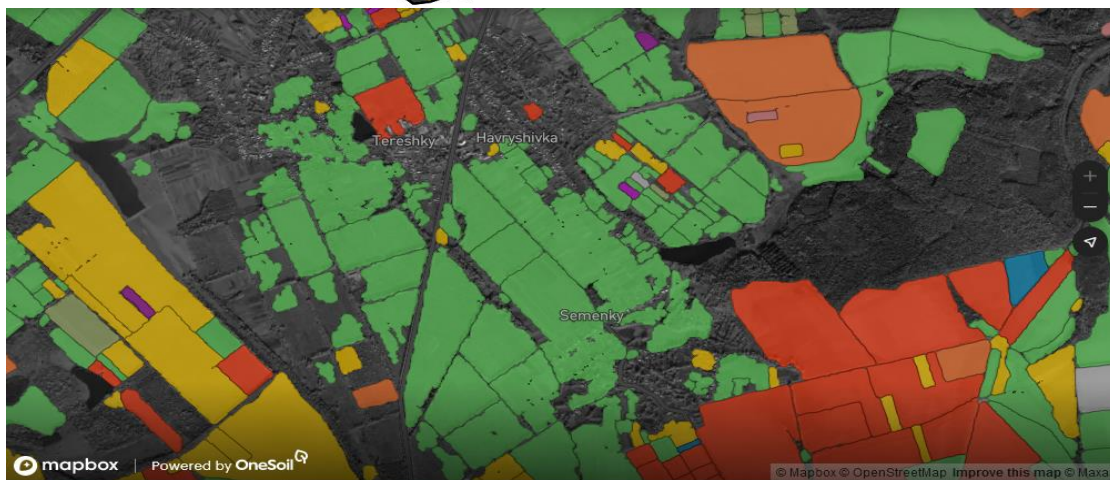 Tereshky
Havryshivka
Semenky
mapbox | Powered by OneSoil
© Mapbox © OpenStreetMap Improve this map © Maxa